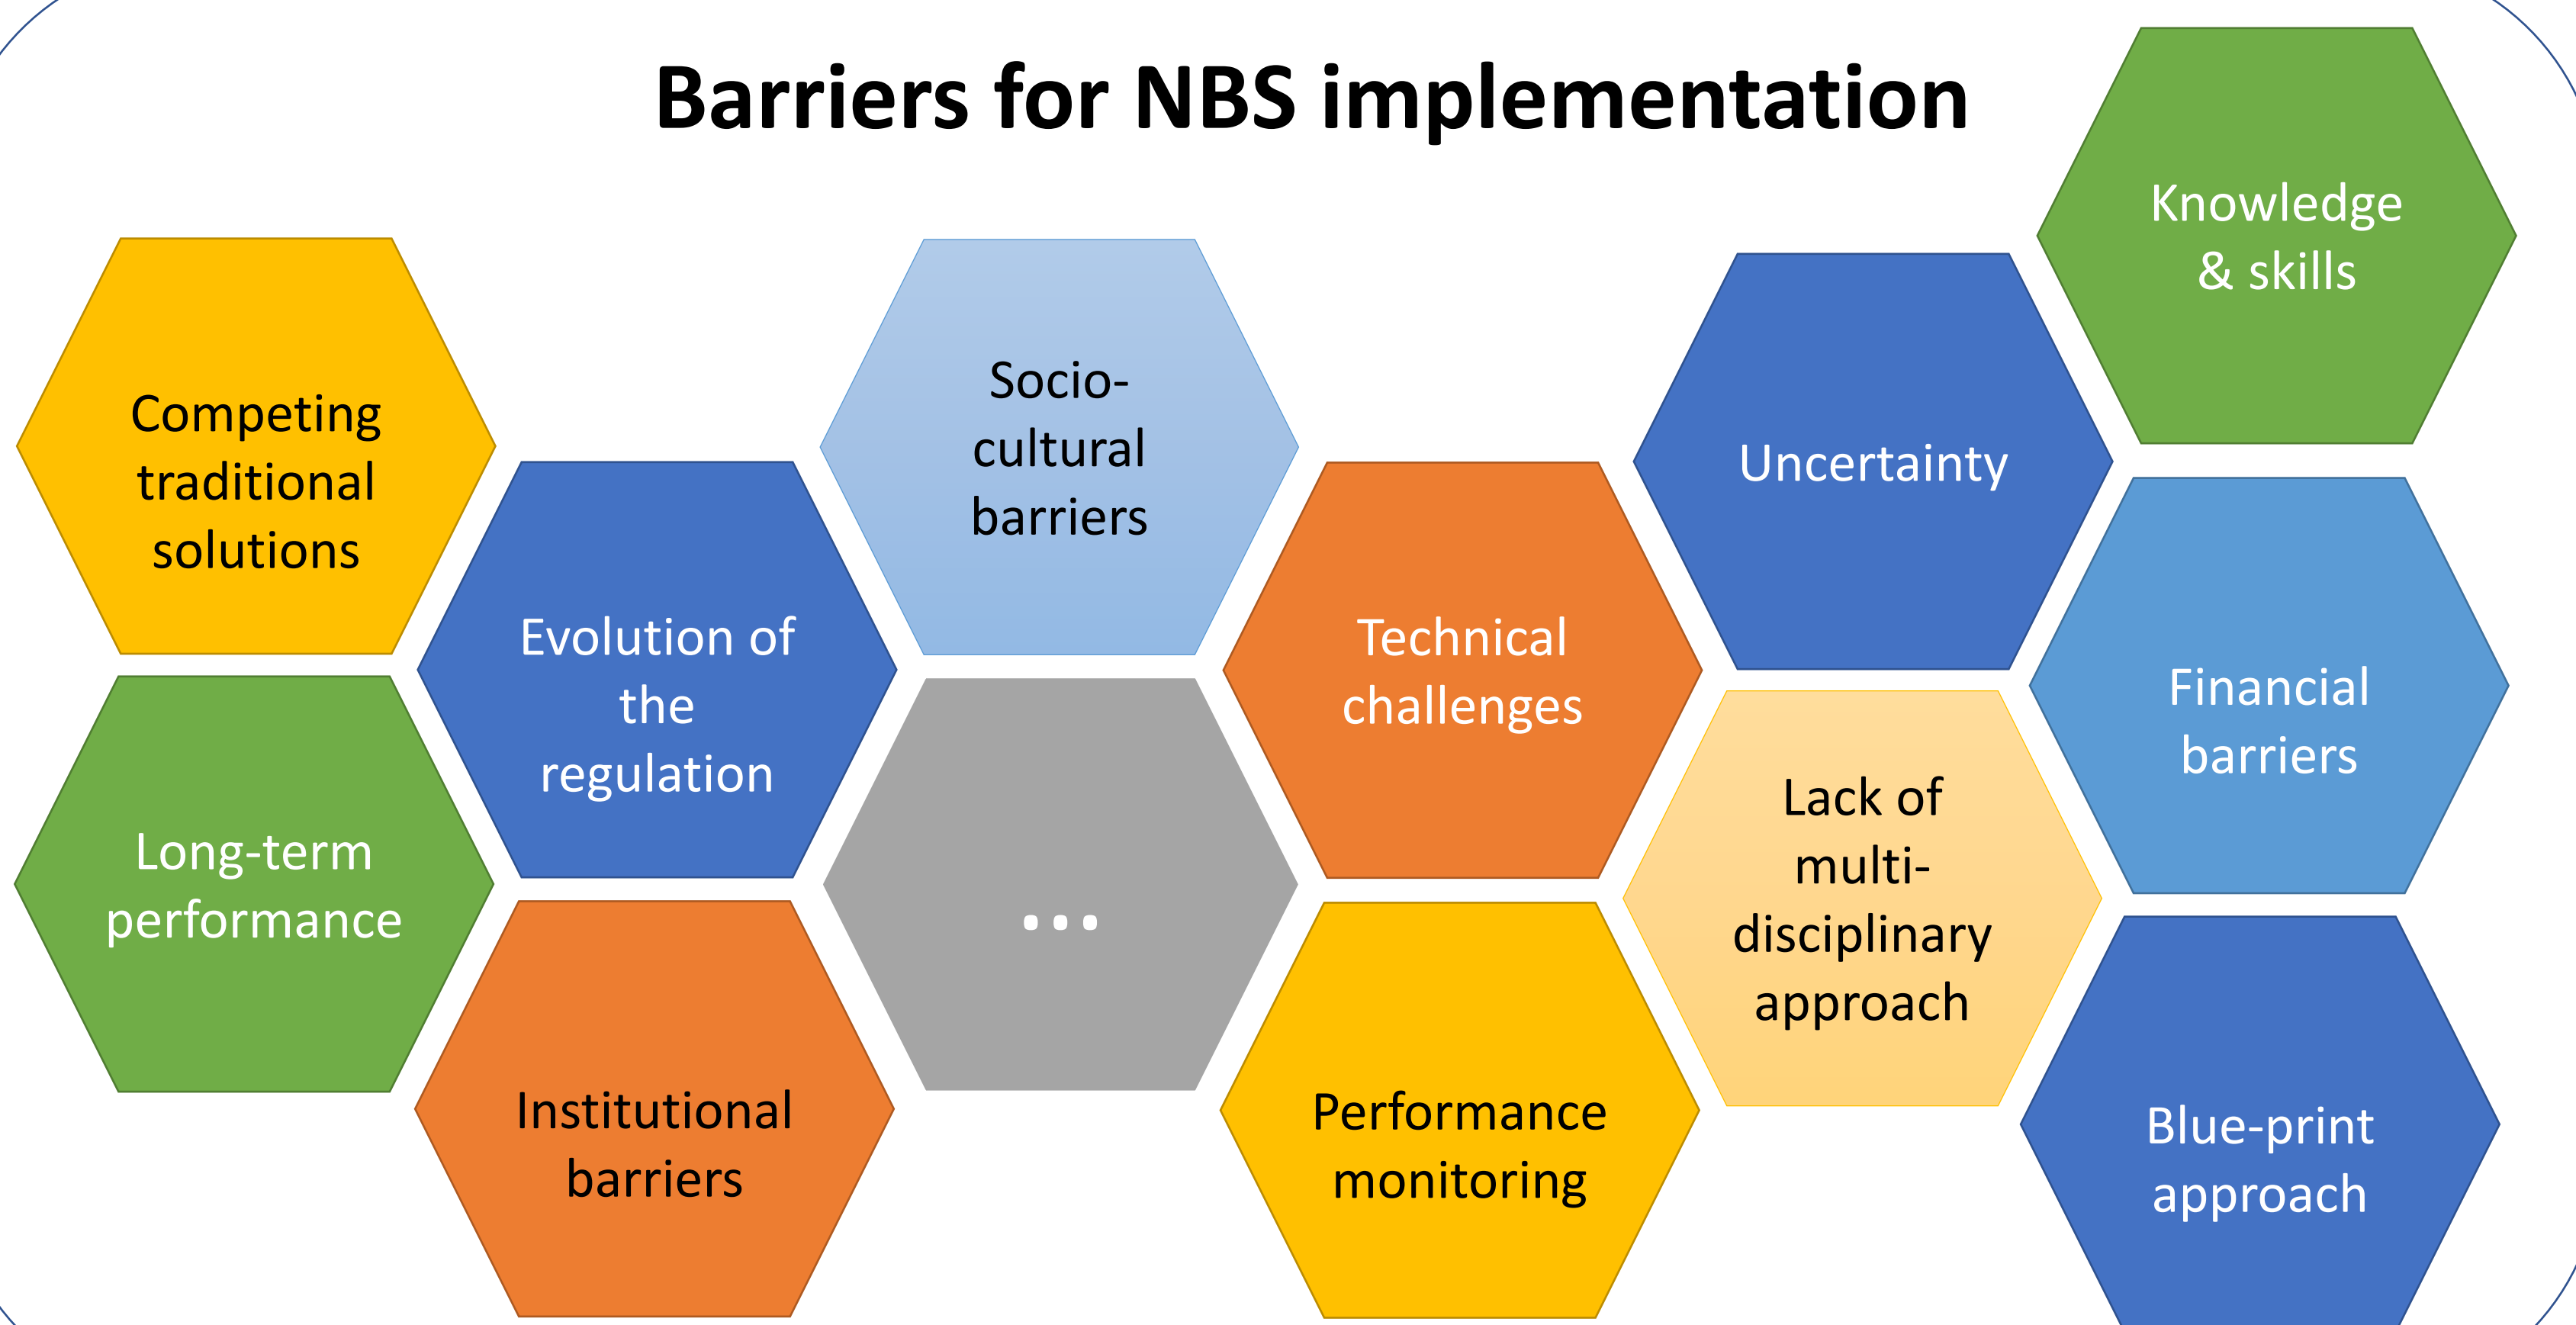 Barriers for NBS implementation
Competing
traditional
solutions
Long-term
performance
Evolution of
the
regulation
Institutional
barriers
Socio-
cultural
barriers
...
Technical
challenges
Performance
monitoring
Uncertainty
Lack of
multi-
disciplinary
approach
Knowledge
& skills
Financial
barriers
Blue-print
approach